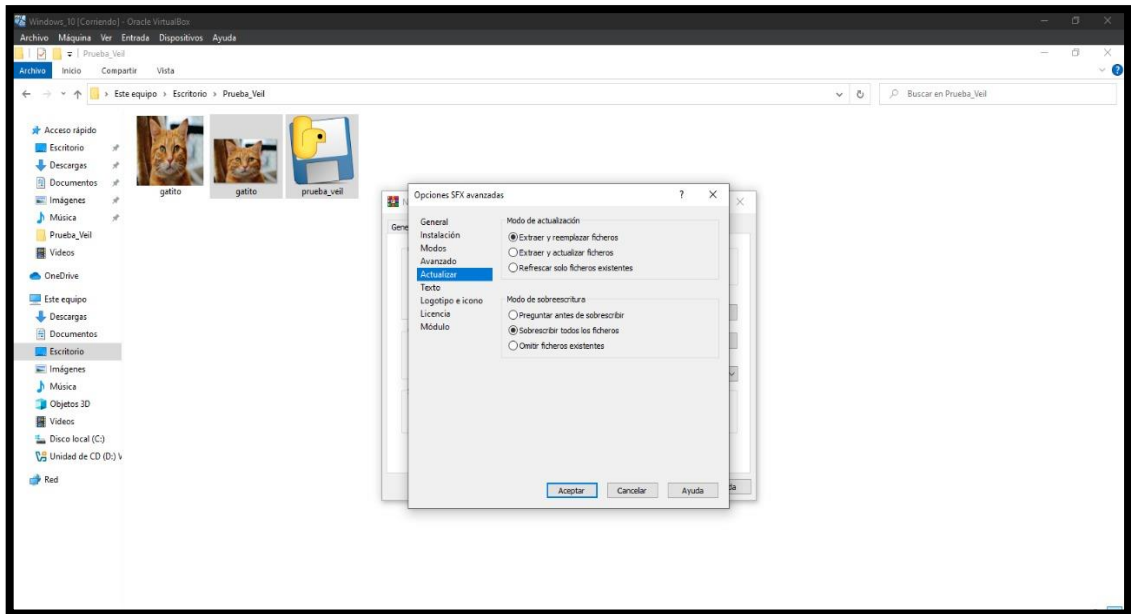 Windows_10 [Corriendo] - Oracle VirtualBox
Archivo Máquina Ver Entrada Dispositivos Ayuda
Prueba_Veil
Archivo Inicio Compartir Vista
Este equipo > Escritorio > Prueba_Veil
Buscar en Prueba_Veil
Acceso rápido
Escritorio
Descargas
Documentos
Imágenes
Música
Prueba_Veil
Videos
OneDrive
Este equipo
Descargas
Documentos
Escritorio
Imágenes
Música
Objetos 3D
Videos
Disco local (C:)
Unidad de CD (D:) V
Red
gatito
gatito
prueba_veil
N
Gene
Opciones SFX avanzadas
?
General
Instalación
Modos
Avanzado
Actualizar
Texto
Logotipo e icono
Licencia
Módulo
Modo de actualización
Extraer y reemplazar ficheros
Extraer y actualizar ficheros
Refrescar solo ficheros existentes
Modo de sobreescritura
Preguntar antes de sobrescribir
Sobrescribir todos los ficheros
Omitir ficheros existentes
Aceptar Cancelar Ayuda
da